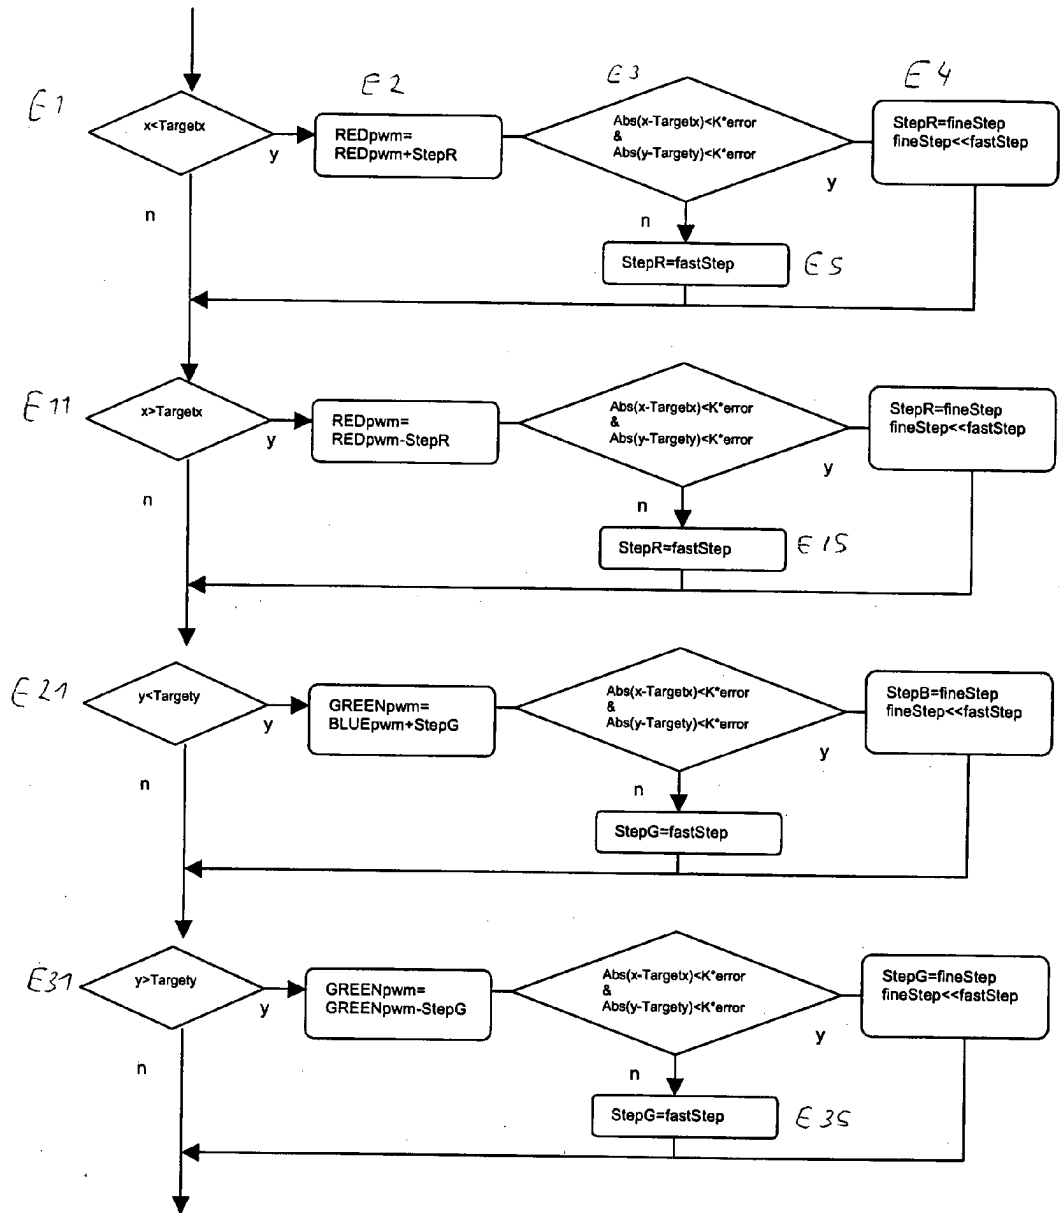 E1
E2
E3
E4
x<Targetx
y
n
REDpwm=
REDpwm+StepR
Abs(x-Targetx)<K*error
&
Abs(y-Targety)<K*error
y
n
StepR=fineStep
fineStep<<fastStep
StepR=fastStep
E5
E11
x>Targetx
y
n
REDpwm=
REDpwm-StepR
Abs(x-Targetx)<K*error
&
Abs(y-Targety)<K*error
y
n
StepR=fineStep
fineStep<<fastStep
StepR=fastStep
E15
E21
y<Targety
y
n
GREENpwm=
BLUEpwm+StepG
Abs(x-Targetx)<K*error
&
Abs(y-Targety)<K*error
y
n
StepB=fineStep
fineStep<<fastStep
StepG=fastStep
E31
y>Targety
y
n
GREENpwm=
GREENpwm-StepG
Abs(x-Targetx)<K*error
&
Abs(y-Targety)<K*error
y
n
StepG=fineStep
fineStep<<fastStep
StepG=fastStep
E35